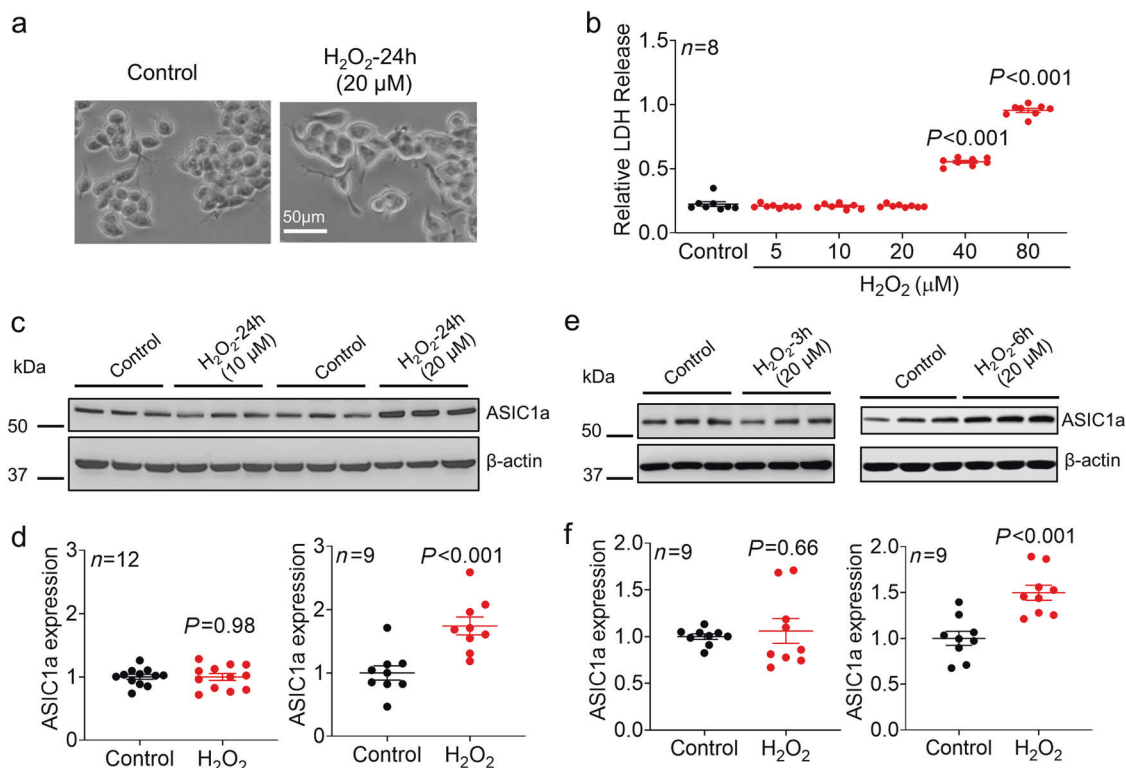 a
Control
H₂O₂-24h
(20 µM)
50µm
b
Relative LDH Release
1.5
1.0
0.5
0.0
n=8
P<0.001
P<0.001
Control
5
10
20
40
80
H₂O₂ (µM)
c
kDa
Control
H₂O₂-24h
(10 µM)
Control
H₂O₂-24h
(20 µM)
50
ASIC1a
37
β-actin
e
kDa
Control
H₂O₂-3h
(20 µM)
Control
H₂O₂-6h
(20 µM)
50
ASIC1a
37
β-actin
d
ASIC1a expression
3
2
1
0
n=12
P=0.98
Control
H₂O₂
ASIC1a expression
3
2
1
0
n=9
P<0.001
Control
H₂O₂
f
ASIC1a expression
2.0
1.5
1.0
0.5
0.0
n=9
P=0.66
Control
H₂O₂
ASIC1a expression
2.0
1.5
1.0
0.5
0.0
n=9
P<0.001
Control
H₂O₂